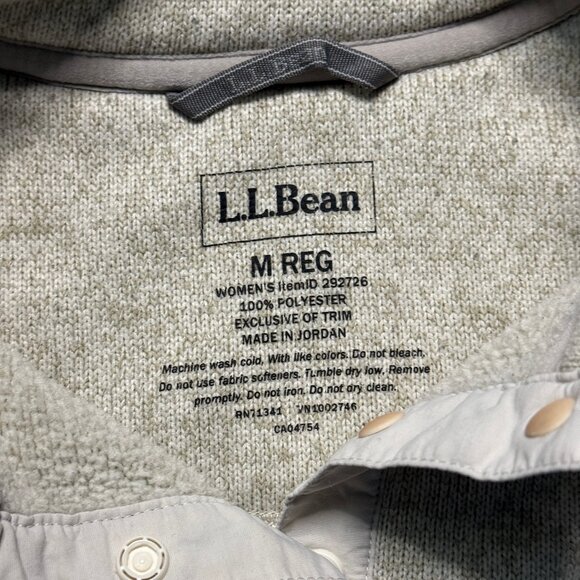 L.L.Bean
L.L.Bean
M REG
WOMEN'S ItemID 292726
100% POLYESTER
EXCLUSIVE OF TRIM
MADE IN JORDAN
Machine wash cold. With like colors. Do not bleach.
Do not use fabric softeners. Tumble dry low. Remove
promptly. Do not iron. Do not dry clean.
RN71341 VN1002746
CA04754